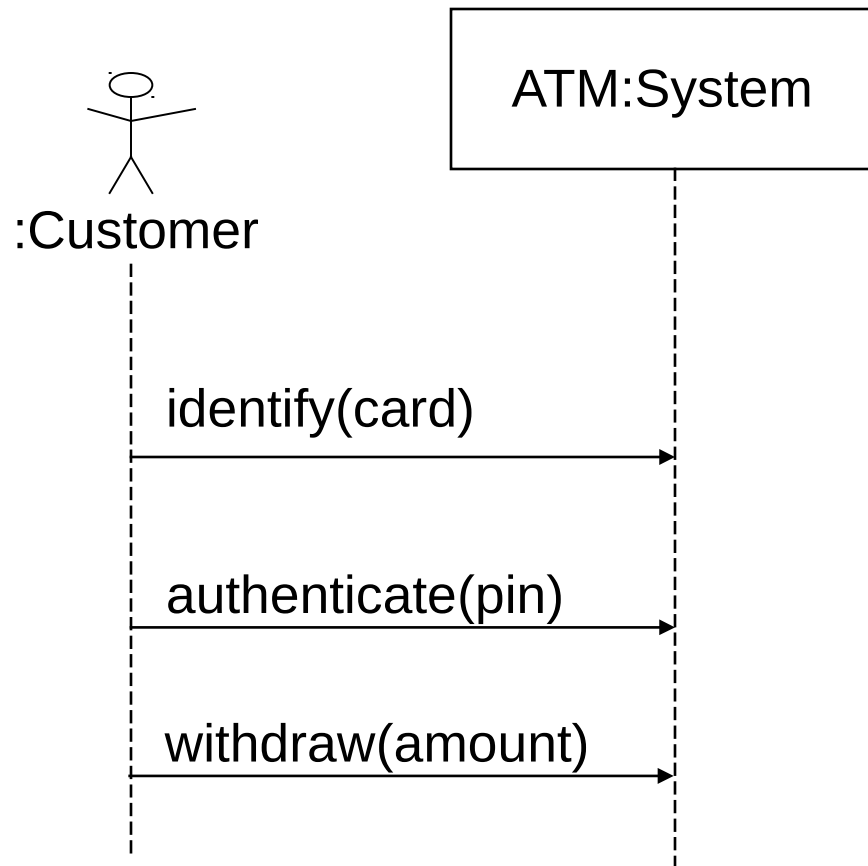 ATM:System
:Customer
identify(card)
authenticate(pin)
withdraw(amount)